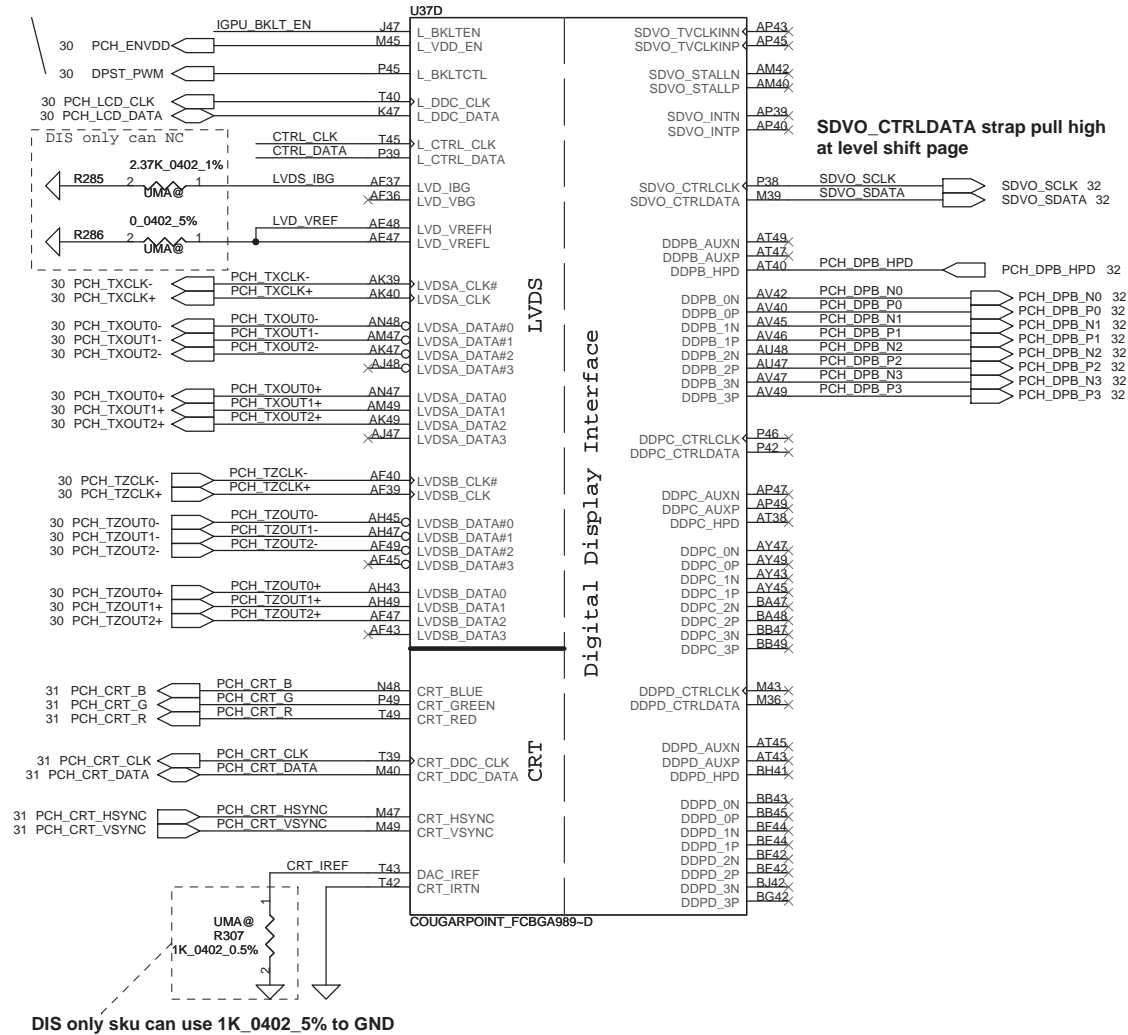 U37D
IGPU_BKLT_EN J47 L_BKLTEN
30 PCH_ENVDD M45 L_VDD_EN
30 DPST_PWM P45 L_BKLTCTL
30 PCH_LCD_CLK T40 L_DDC_CLK
30 PCH_LCD_DATA K47 L_DDC_DATA
DIS only can NC
CTRL_CLK T45 L_CTRL_CLK
CTRL_DATA P39 L_CTRL_DATA
2.37K_0402_1%
R285 2 1 LVDS_IBG AF37 LVD_IBG
UMA@
AF36 LVD_VBG
0_0402_5%
LVD_VREF AE48 LVD_VREFH
R286 2 1 AE47 LVD_VREFL
UMA@
30 PCH_TXCLK- PCH_TXCLK- AK39 LVDSA_CLK#
30 PCH_TXCLK+ PCH_TXCLK+ AK40 LVDSA_CLK
30 PCH_TXOUT0- PCH_TXOUT0- AN48 LVDSA_DATA#0
30 PCH_TXOUT1- PCH_TXOUT1- AM47 LVDSA_DATA#1
30 PCH_TXOUT2- PCH_TXOUT2- AK47 LVDSA_DATA#2
AJ48 LVDSA_DATA#3
30 PCH_TXOUT0+ PCH_TXOUT0+ AN47 LVDSA_DATA0
30 PCH_TXOUT1+ PCH_TXOUT1+ AM49 LVDSA_DATA1
30 PCH_TXOUT2+ PCH_TXOUT2+ AK49 LVDSA_DATA2
AJ47 LVDSA_DATA3
30 PCH_TZCLK- PCH_TZCLK- AF40 LVDSB_CLK#
30 PCH_TZCLK+ PCH_TZCLK+ AF39 LVDSB_CLK
30 PCH_TZOUT0- PCH_TZOUT0- AH45 LVDSB_DATA#0
30 PCH_TZOUT1- PCH_TZOUT1- AH47 LVDSB_DATA#1
30 PCH_TZOUT2- PCH_TZOUT2- AF49 LVDSB_DATA#2
AF45 LVDSB_DATA#3
30 PCH_TZOUT0+ PCH_TZOUT0+ AH43 LVDSB_DATA0
30 PCH_TZOUT1+ PCH_TZOUT1+ AH49 LVDSB_DATA1
30 PCH_TZOUT2+ PCH_TZOUT2+ AF47 LVDSB_DATA2
AF43 LVDSB_DATA3
31 PCH_CRT_B PCH_CRT_B N48 CRT_BLUE
31 PCH_CRT_G PCH_CRT_G P49 CRT_GREEN
31 PCH_CRT_R PCH_CRT_R T49 CRT_RED
31 PCH_CRT_CLK PCH_CRT_CLK T39 CRT_DDC_CLK
31 PCH_CRT_DATA PCH_CRT_DATA M40 CRT_DDC_DATA
31 PCH_CRT_HSYNC PCH_CRT_HSYNC M47 CRT_HSYNC
31 PCH_CRT_VSYNC PCH_CRT_VSYNC M49 CRT_VSYNC
CRT_IREF T43 DAC_IREF
T42 CRT_IRTN
LVDS
CRT
Digital Display Interface
SDVO_TVCLKINN AP43
SDVO_TVCLKINP AP45
SDVO_STALLN AM42
SDVO_STALLP AM40
SDVO_INTN AP39
SDVO_INTP AP40
SDVO_CTRLDATA strap pull high
at level shift page
SDVO_CTRLCLK P38 SDVO_SCLK SDVO_SCLK 32
SDVO_CTRLDATA M39 SDVO_SDATA SDVO_SDATA 32
DDPB_AUXN AT49
DDPB_AUXP AT47
DDPB_HPD AT40 PCH_DPB_HPD PCH_DPB_HPD 32
DDPB_0N AV42 PCH_DPB_N0 PCH_DPB_N0 32
DDPB_0P AV40 PCH_DPB_P0 PCH_DPB_P0 32
DDPB_1N AV45 PCH_DPB_N1 PCH_DPB_N1 32
DDPB_1P AV46 PCH_DPB_P1 PCH_DPB_P1 32
DDPB_2N AU48 PCH_DPB_N2 PCH_DPB_N2 32
DDPB_2P AU47 PCH_DPB_P2 PCH_DPB_P2 32
DDPB_3N AV47 PCH_DPB_N3 PCH_DPB_N3 32
DDPB_3P AV49 PCH_DPB_P3 PCH_DPB_P3 32
DDPC_CTRLCLK P46
DDPC_CTRLDATA P42
DDPC_AUXN AP47
DDPC_AUXP AP49
DDPC_HPD AT38
DDPC_0N AY47
DDPC_0P AY49
DDPC_1N AY43
DDPC_1P AY45
DDPC_2N BA47
DDPC_2P BA48
DDPC_3N BB47
DDPC_3P BB49
DDPD_CTRLCLK M43
DDPD_CTRLDATA M36
DDPD_AUXN AT45
DDPD_AUXP AT43
DDPD_HPD BH41
DDPD_0N BB43
DDPD_0P BB45
DDPD_1N BF44
DDPD_1P BE44
DDPD_2N BF42
DDPD_2P BE42
DDPD_3N BJ42
DDPD_3P BG42
COUGARPOINT_FCBGA989~D
1
UMA@
R307
1K_0402_0.5%
2
DIS only sku can use 1K_0402_5% to GND